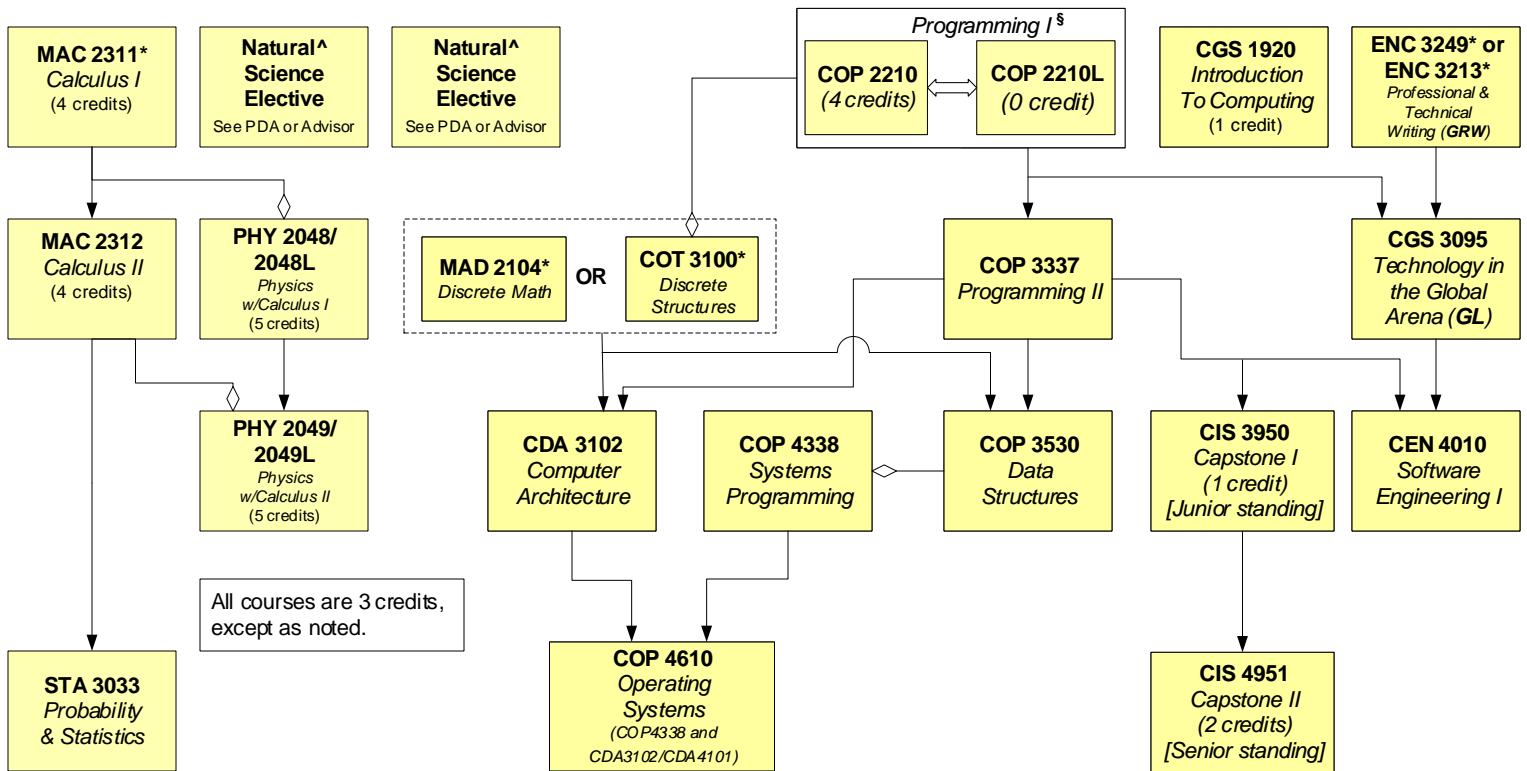 MAC 2311*
Calculus I
(4 credits)
Natural^
Science
Elective
See PDA or Advisor
Natural^
Science
Elective
See PDA or Advisor
Programming I §
COP 2210
(4 credits)
COP 2210L
(0 credit)
CGS 1920
Introduction
To Computing
(1 credit)
ENC 3249* or
ENC 3213*
Professional &
Technical
Writing (GRW)
MAC 2312
Calculus II
(4 credits)
PHY 2048/
2048L
Physics
w/Calculus I
(5 credits)
MAD 2104*
Discrete Math
OR
COT 3100*
Discrete
Structures
COP 3337
Programming II
CGS 3095
Technology in
the Global
Arena (GL)
PHY 2049/
2049L
Physics
w/Calculus II
(5 credits)
CDA 3102
Computer
Architecture
COP 4338
Systems
Programming
COP 3530
Data
Structures
CIS 3950
Capstone I
(1 credit)
[Junior standing]
CEN 4010
Software
Engineering I
All courses are 3 credits,
except as noted.
STA 3033
Probability
& Statistics
COP 4610
Operating
Systems
(COP4338 and
CDA3102/CDA4101)
CIS 4951
Capstone II
(2 credits)
[Senior standing]